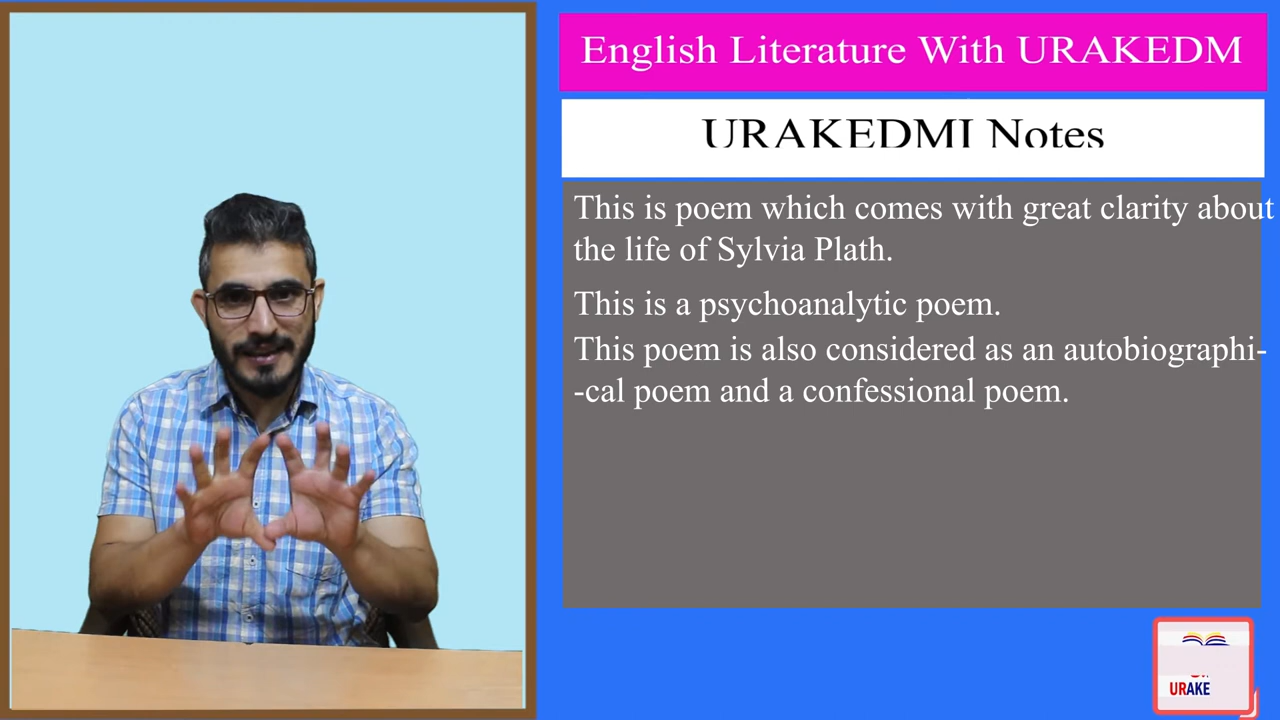 English Literature With URAKEDM
URAKEDMI Notes
This is poem which comes with great clarity about
the life of Sylvia Plath.
This is a psychoanalytic poem.
This poem is also considered as an autobiographi-
-cal poem and a confessional poem.
URAKE